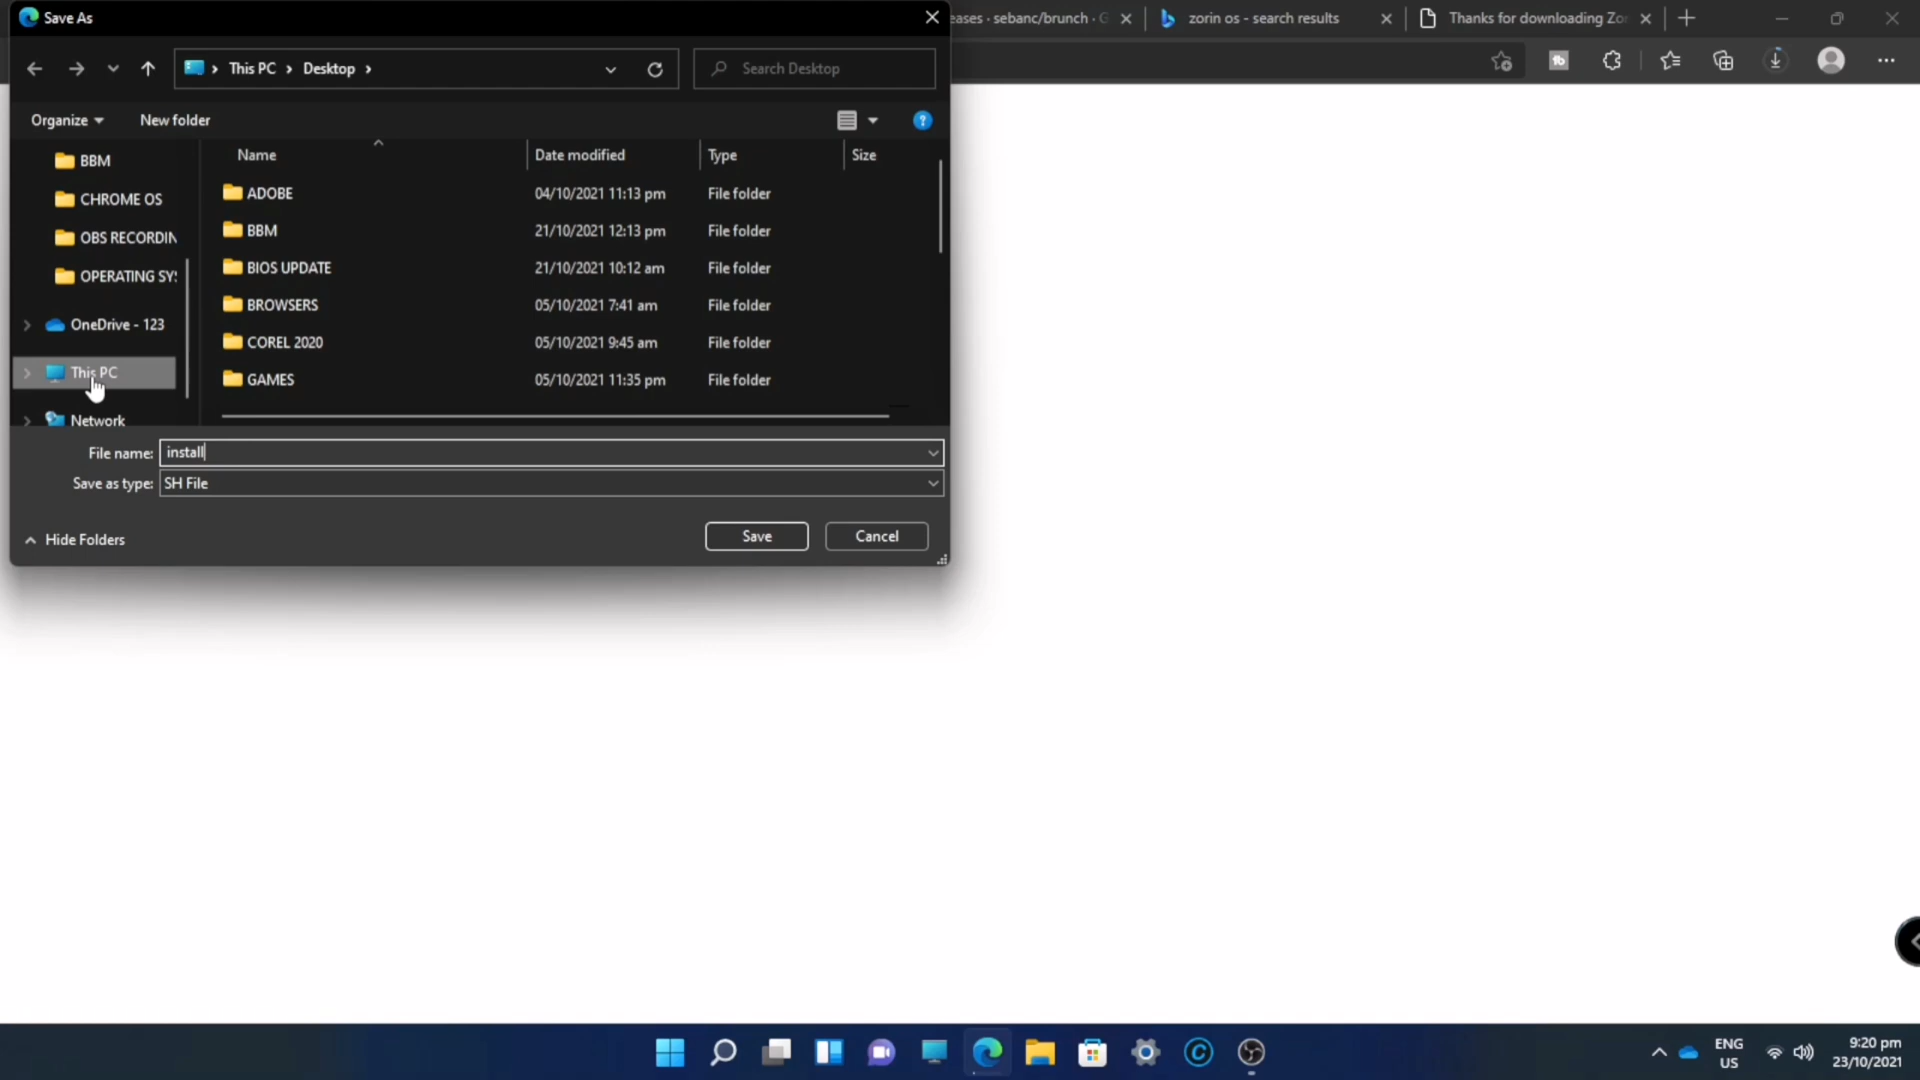 Save As
eases · sebanc/brunch · G
zorin os - search results
Thanks for downloading Zor
This PC > Desktop >
Search Desktop
Organize
New folder
Name
Date modified
Type
Size
BBM
CHROME OS
OBS RECORDIN
OPERATING SYS
OneDrive - 123
This PC
Network
ADOBE 04/10/2021 11:13 pm File folder
BBM 21/10/2021 12:13 pm File folder
BIOS UPDATE 21/10/2021 10:12 am File folder
BROWSERS 05/10/2021 7:41 am File folder
COREL 2020 05/10/2021 9:45 am File folder
GAMES 05/10/2021 11:35 pm File folder
File name: install
Save as type: SH File
Hide Folders
Save
Cancel
ENG
US
9:20 pm
23/10/2021